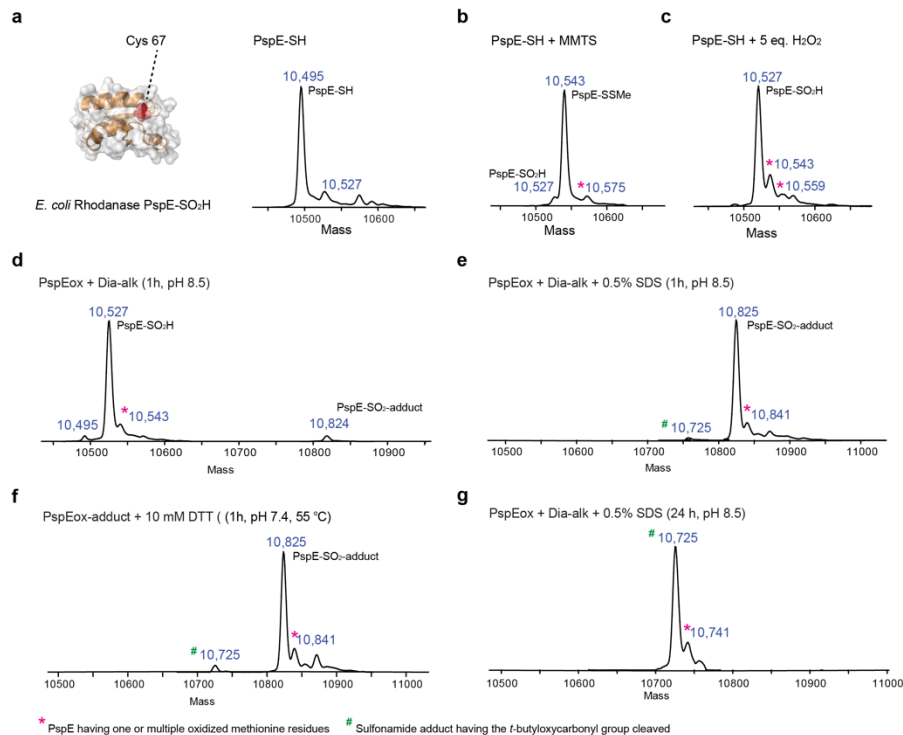 a
Cys 67
PspE-SH
10,495
PspE-SH
10,527
10500 10600
Mass
E. coli Rhodanase PspE-SO₂H
b
PspE-SH + MMTS
10,543
PspE-SSMe
PspE-SO₂H
10,527
* 10,575
10500 10600
Mass
c
PspE-SH + 5 eq. H₂O₂
10,527
PspE-SO₂H
* 10,543
* 10,559
10500 10600
Mass
d
PspEox + Dia-alk (1h, pH 8.5)
10,527
PspE-SO₂H
10,495
* 10,543
PspE-SO₂-adduct
10,824
10500 10600 10700 10800 10900
Mass
e
PspEox + Dia-alk + 0.5% SDS (1h, pH 8.5)
10,825
PspE-SO₂-adduct
# 10,725
* 10,841
10500 10600 10700 10800 10900 11000
Mass
f
PspEox-adduct + 10 mM DTT ( (1h, pH 7.4, 55 °C)
10,825
PspE-SO₂-adduct
# 10,725
* 10,841
10500 10600 10700 10800 10900 11000
Mass
g
PspEox + Dia-alk + 0.5% SDS (24 h, pH 8.5)
# 10,725
* 10,741
10500 10600 10700 10800 10900 11000
Mass
* PspE having one or multiple oxidized methionine residues # Sulfonamide adduct having the t-butyloxycarbonyl group cleaved